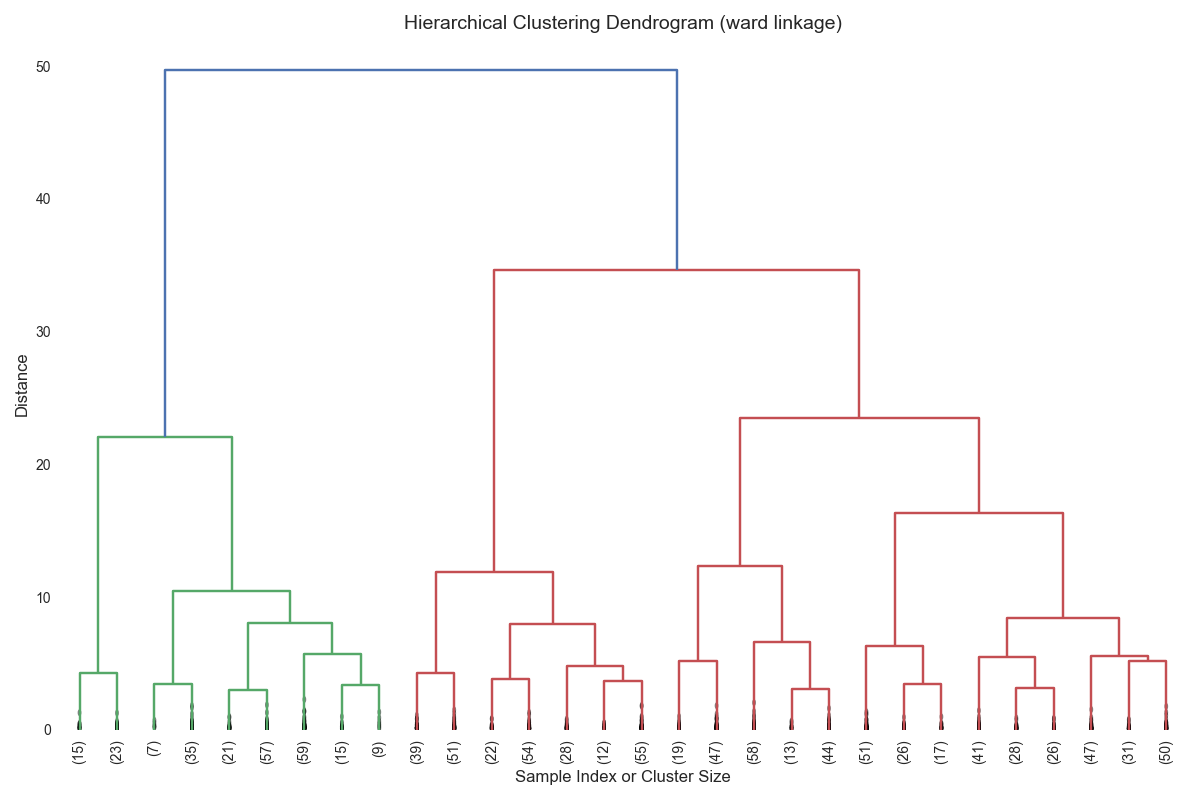 Hierarchical Clustering Dendrogram (ward linkage)
50
40
30
20
10
0
Distance
(15) (23) (7) (35) (21) (57) (59) (15) (9) (39) (51) (22) (54) (28) (12) (55) (19) (47) (58) (13) (44) (51) (26) (17) (41) (28) (26) (47) (31) (50)
Sample Index or Cluster Size